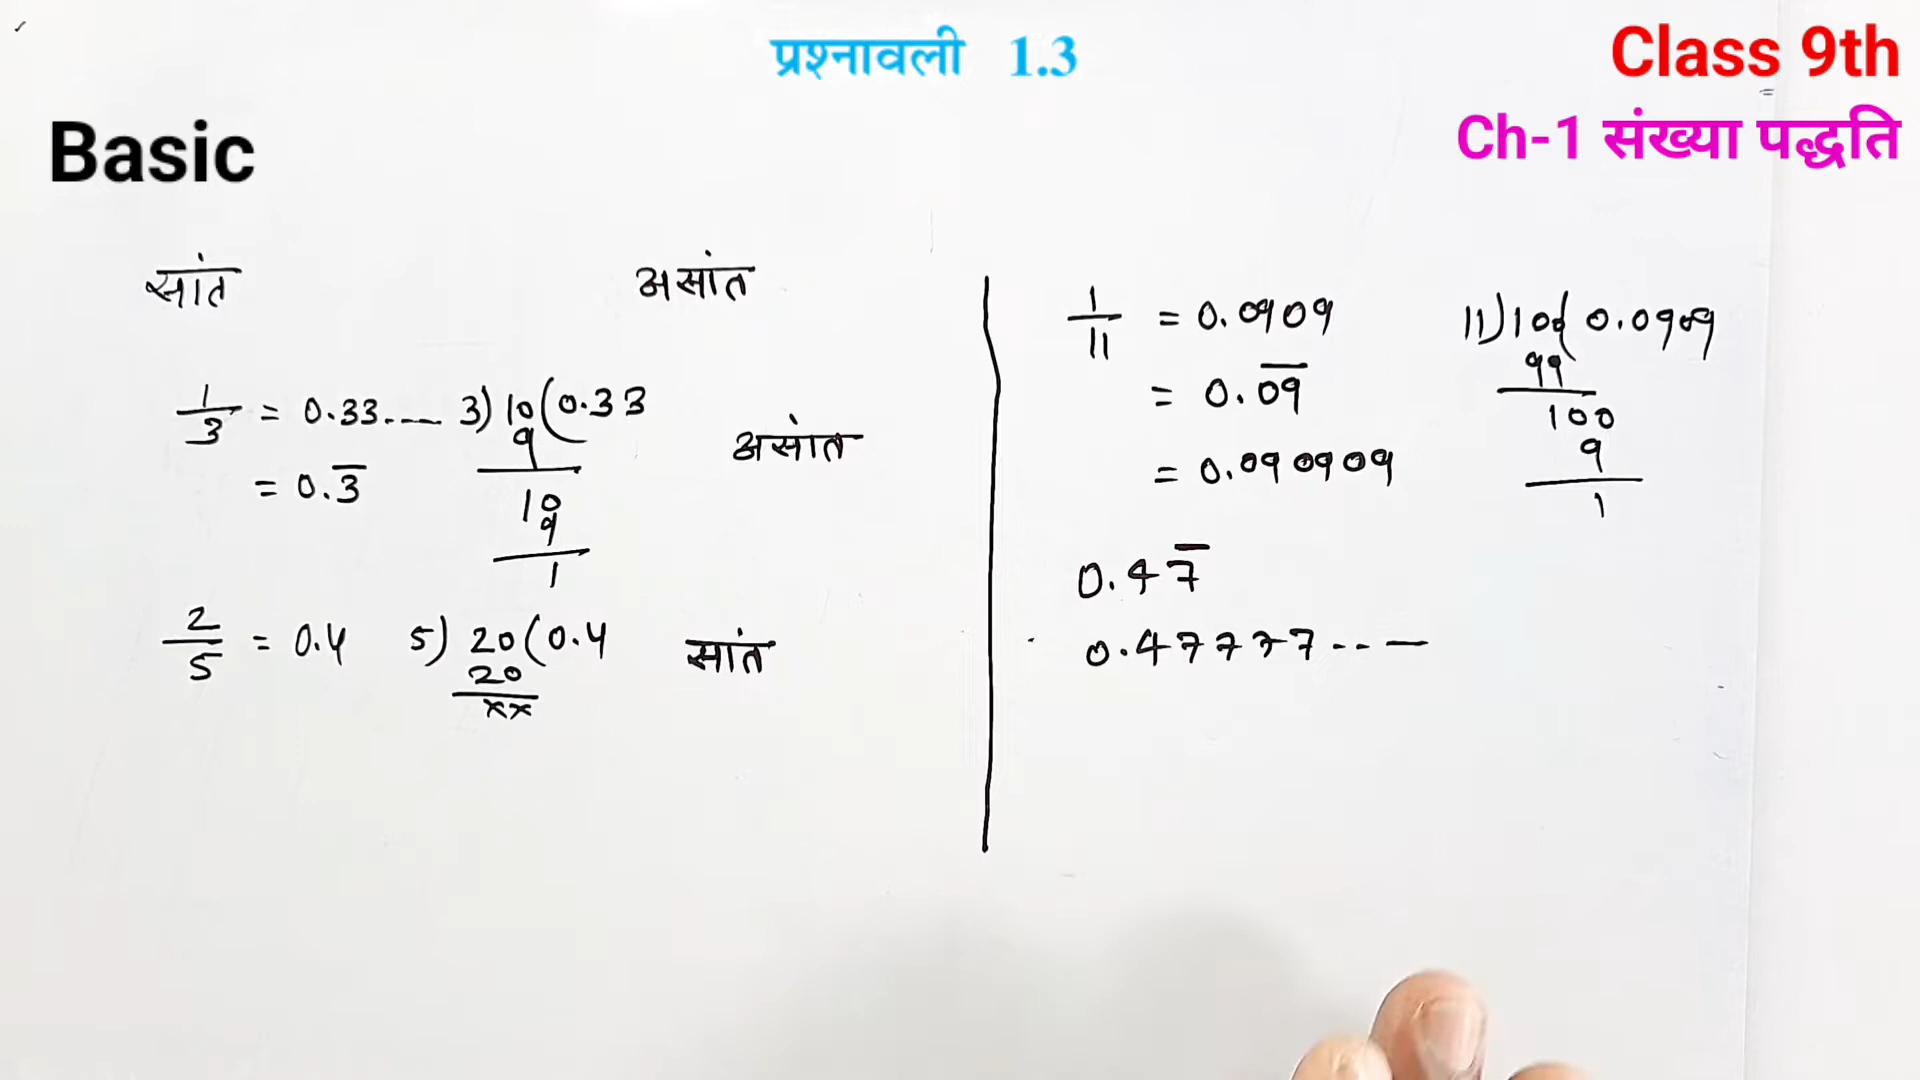 प्रश्नावली 1.3
Class 9th
Ch-1 संख्या पद्धति
Basic
सांत असांत
1/3 = 0.33.... 3)10(0.33
9
= 0.3̅
10
9
1
असांत
2/5 = 0.4 5)20(0.4 सांत
20
××
1/11 = 0.0909 11)100(0.0909
99
= 0.0̅9̅
100
9
= 0.090909
1
0.47̅
0.47777...—